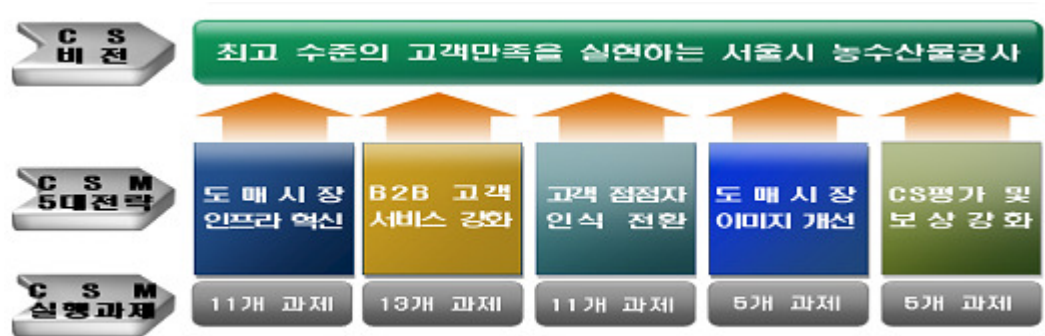 C S
비 전
최고 수준의 고객만족을 실현하는 서울시 농수산물공사
C S M
5대전략
도 매 시 장
인프라 혁신
B2B 고객
서비스 강화
고객 점점자
인식 전환
도 매 시 장
이미지 개선
CS평가 및
보 상 강 화
C S M
실행과제
11개 과제
13개 과제
11개 과제
5개 과제
5개 과제